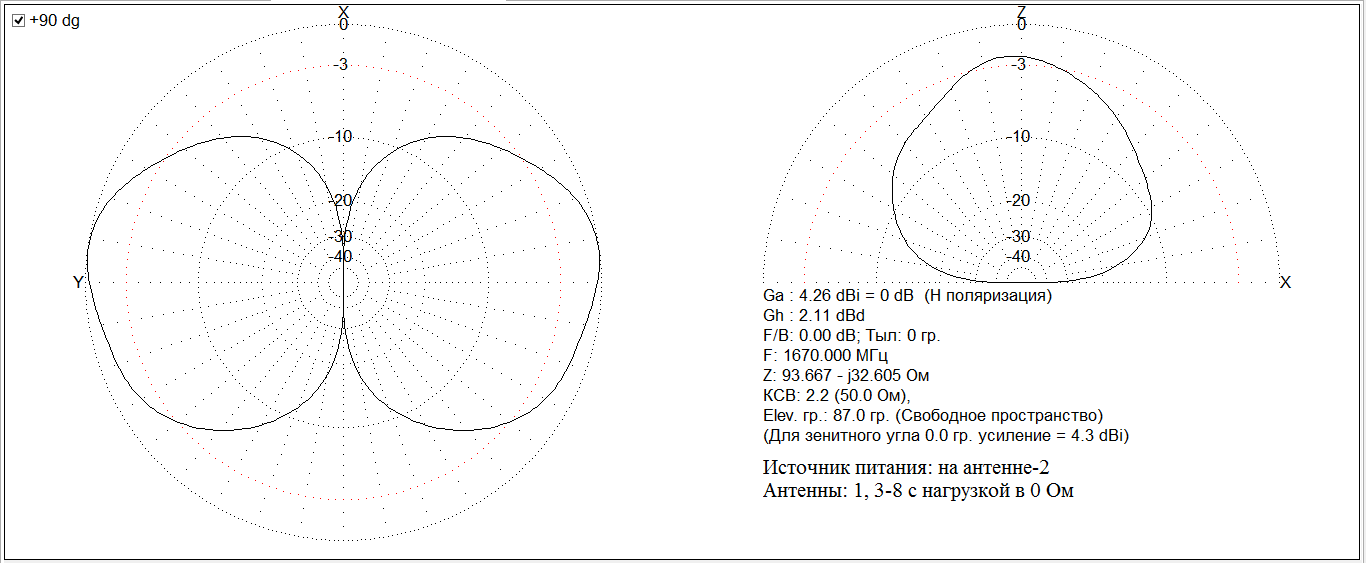 +90 dg
X
0
-3
-10
-20
-30
-40
Y
Z
0
-3
-10
-20
-30
-40
X
Ga : 4.26 dBi = 0 dB (Н поляризация)
Gh : 2.11 dBd
F/B: 0.00 dB; Тыл: 0 гр.
F: 1670.000 МГц
Z: 93.667 - j32.605 Ом
КСВ: 2.2 (50.0 Ом),
Elev. гр.: 87.0 гр. (Свободное пространство)
(Для зенитного угла 0.0 гр. усиление = 4.3 dBi)
Источник питания: на антенне-2
Антенны: 1, 3-8 с нагрузкой в 0 Ом